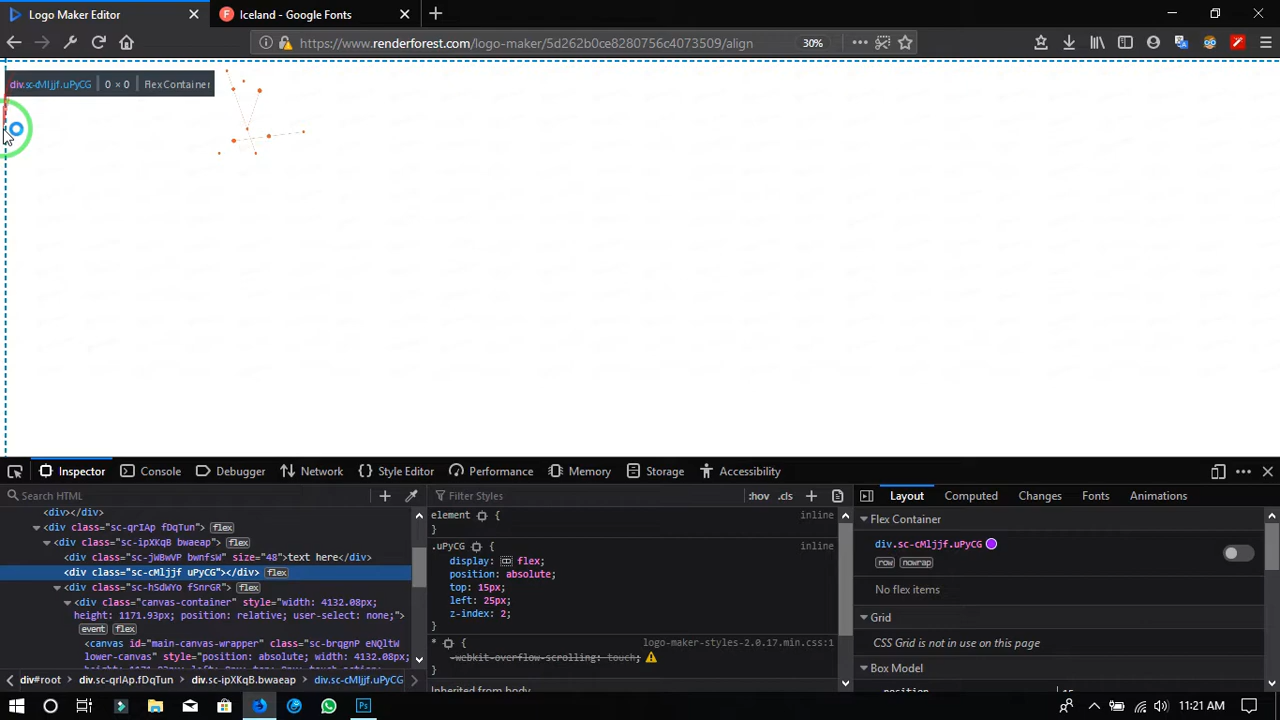 Logo Maker Editor
Iceland - Google Fonts
https://www.renderforest.com/logo-maker/5d262b0ce8280756c4073509/align
30%
div.sc-cMljjf.uPyCG 0 × 0 FlexContainer
Inspector
Console
Debugger
Network
Style Editor
Performance
Memory
Storage
Accessibility
Search HTML
Filter Styles
:hov .cls
Layout Computed Changes Fonts Animations
<div></div>
<div class="sc-qrIAp fDqTun"> flex
<div class="sc-ipXKqB bwaeap"> flex
<div class="sc-jWBwVP bwnfsW" size="48">text here</div>
<div class="sc-cMljjf uPyCG"></div> flex
<div class="sc-hSdWYo fSnrGR"> flex
<div class="canvas-container" style="width: 4132.08px;
height: 1171.93px; position: relative; user-select: none;">
event flex
<canvas id="main-canvas-wrapper" class="sc-brqgnP enNQltW
lower-canvas" style="position: absolute; width: 4132.08px;
div#root div.sc-qrIAp.fDqTun div.sc-ipXKqB.bwaeap div.sc-cMljjf.uPyCG
element {
inline
}
.uPyCG {
inline
display: flex;
position: absolute;
top: 15px;
left: 25px;
z-index: 2;
}
* {
logo-maker-styles-2.0.17.min.css:1
-webkit-overflow-scrolling: touch;
}
Inherited from body
Flex Container
div.sc-cMljjf.uPyCG
row nowrap
No flex items
Grid
CSS Grid is not in use on this page
Box Model
position
15
Ps
11:21 AM